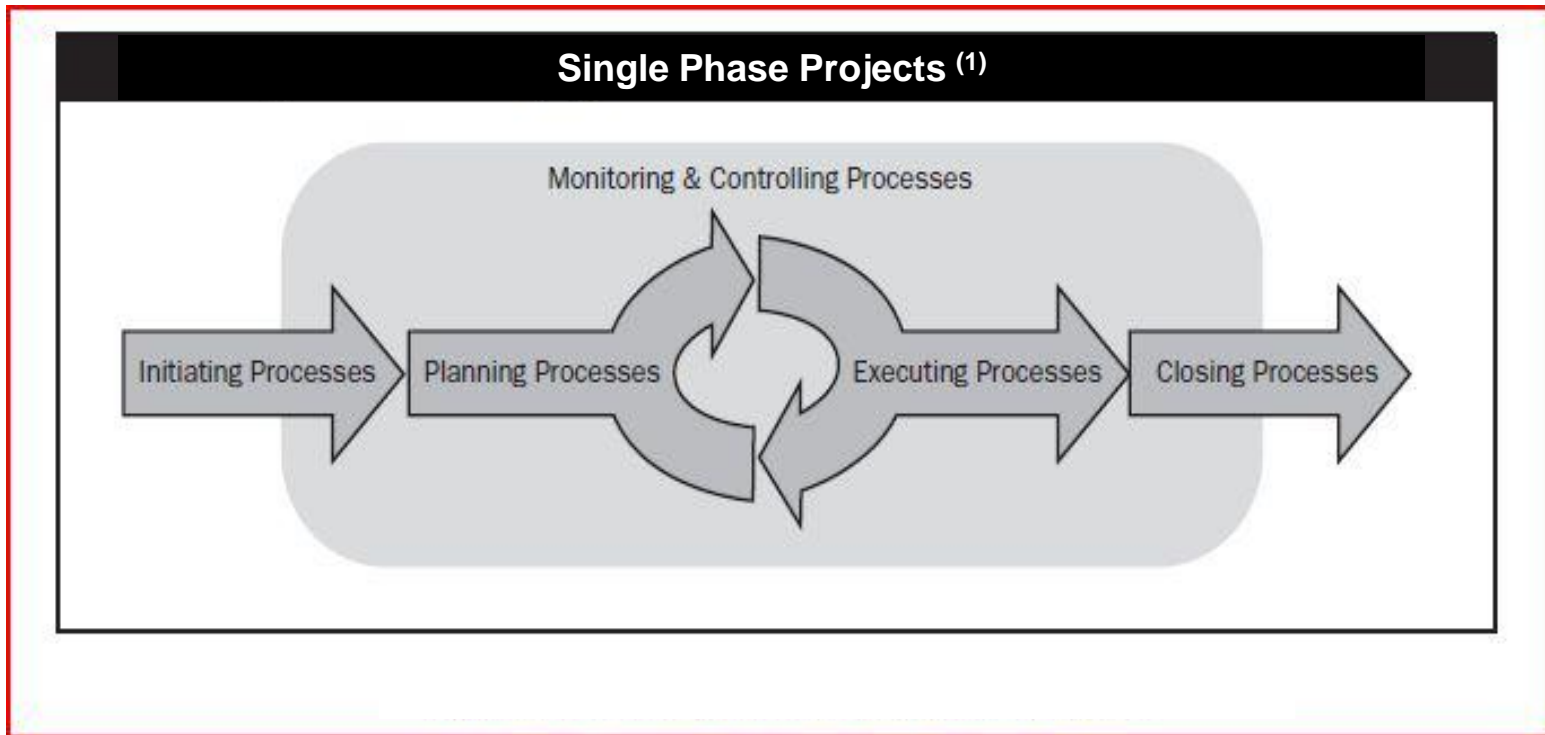 Single Phase Projects (1)
Monitoring & Controlling Processes
Initiating Processes
Planning Processes
Executing Processes
Closing Processes